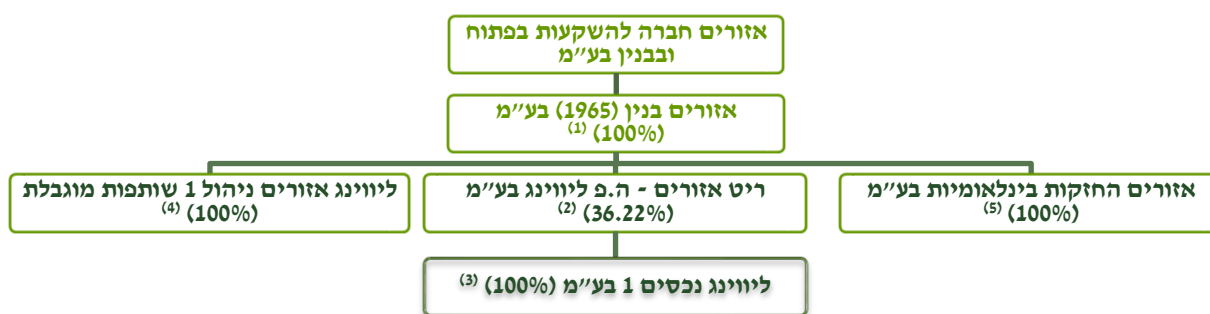 אזורים חברה להשקעות בפתוח
ובבנין בע"מ
אזורים בנין (1965) בע"מ
(100%) (1)
אזורים החזקות בינלאומיות בע"מ
(100%) (5)
ריט אזורים - ה.פ ליווינג בע"מ
(36.22%) (2)
ליווינג אזורים ניהול 1 שותפות מוגבלת
(100%) (4)
ליווינג נכסים 1 בע"מ (100%) (3)